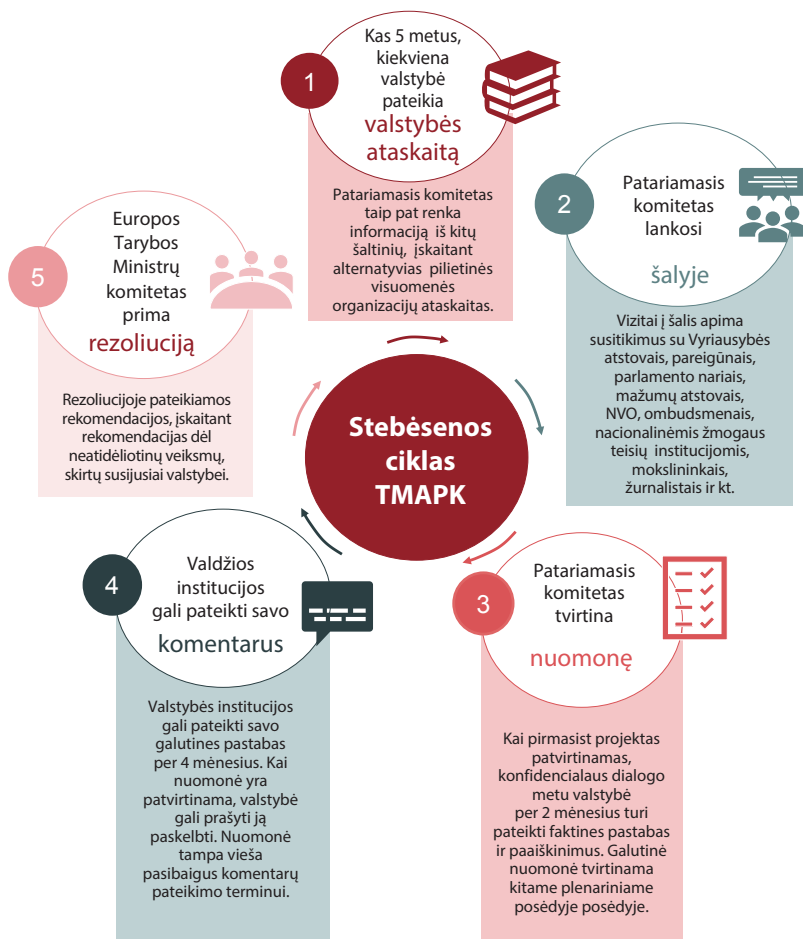 1
Kas 5 metus,
kiekviena
valstybė
pateikia
valstybės
ataskaitą
Patariamasis komitetas
taip pat renka
informaciją iš kitų
šaltinių, įskaitant
alternatyvias pilietinės
visuomenės
organizacijų ataskaitas.
2
Patariamasis
komitetas
lankosi
šalyje
Vizitai į šalis apima
susitikimus su Vyriausybės
atstovais, pareigūnais,
parlamento nariais,
mažumų atstovais,
NVO, ombudsmenais,
nacionalinėmis žmogaus
teisių institucijomis,
mokslininkais,
žurnalistais ir kt.
3
Patariamasis
komitetas
tvirtina
nuomonę
Kai pirmasist projektas
patvirtinamas,
konfidencialaus dialogo
metu valstybė
per 2 mėnesius turi
pateikti faktines pastabas
ir paaiškinimus. Galutinė
nuomonė tvirtinama
kitame plenariniame
posėdyje posėdyje.
4
Valdžios
institucijos
gali pateikti savo
komentarus
Valstybės institucijos
gali pateikti savo
galutines pastabas
per 4 mėnesius. Kai
nuomonė yra
patvirtinama, valstybė
gali prašyti ją
paskelbti. Nuomonė
tampa vieša
pasibaigus komentarų
pateikimo terminui.
5
Europos
Tarybos
Ministrų
komitetas
prima
rezoliuciją
Rezoliucijoje pateikiamos
rekomendacijos, įskaitant
rekomendacijas dėl
neatidėliotinų veiksmų,
skirtų susijusiai valstybei.
Stebėsenos
ciklas
TMAPK